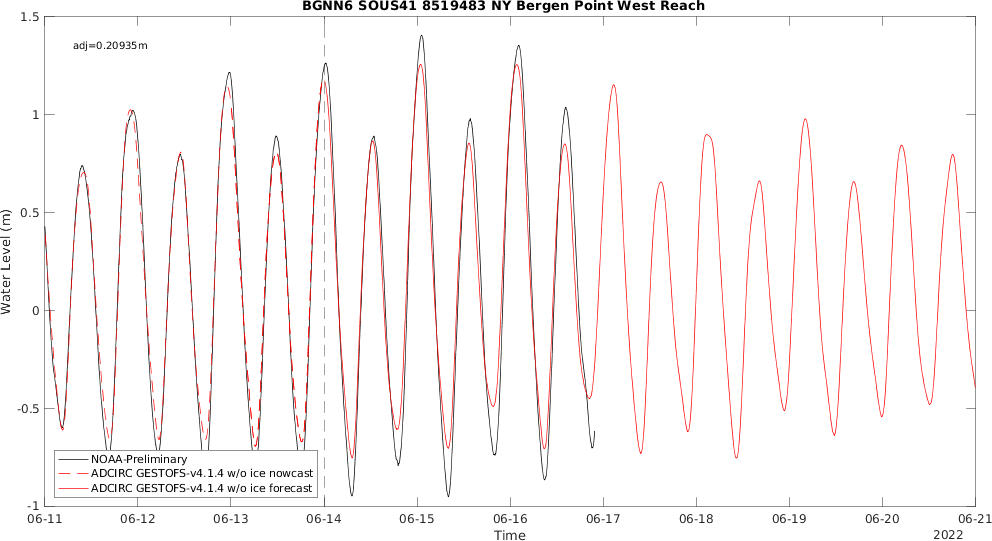 BGNN6 SOUS41 8519483 NY Bergen Point West Reach
adj=0.20935m
1.5
1
0.5
0
-0.5
-1
Water Level (m)
NOAA-Preliminary
ADCIRC GESTOFS-v4.1.4 w/o ice nowcast
ADCIRC GESTOFS-v4.1.4 w/o ice forecast
06-11 06-12 06-13 06-14 06-15 06-16 06-17 06-18 06-19 06-20 06-21
Time
2022